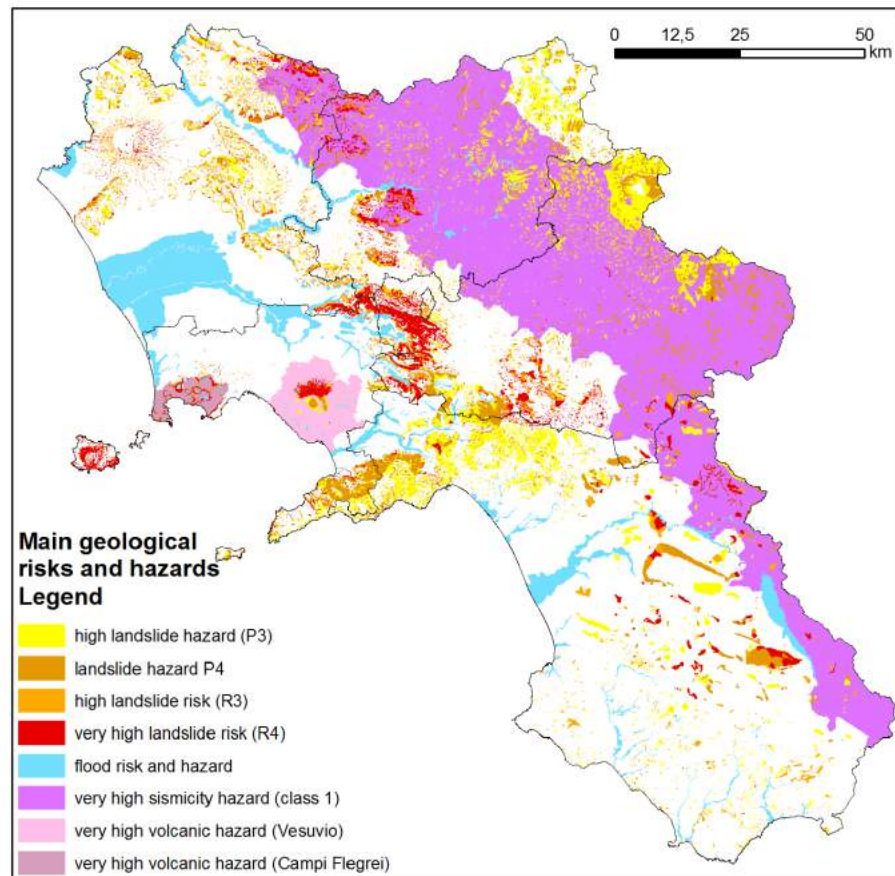 0 12,5 25 50
km
Main geological
risks and hazards
Legend
high landslide hazard (P3)
landslide hazard P4
high landslide risk (R3)
very high landslide risk (R4)
flood risk and hazard
very high sismicity hazard (class 1)
very high volcanic hazard (Vesuvio)
very high volcanic hazard (Campi Flegrei)